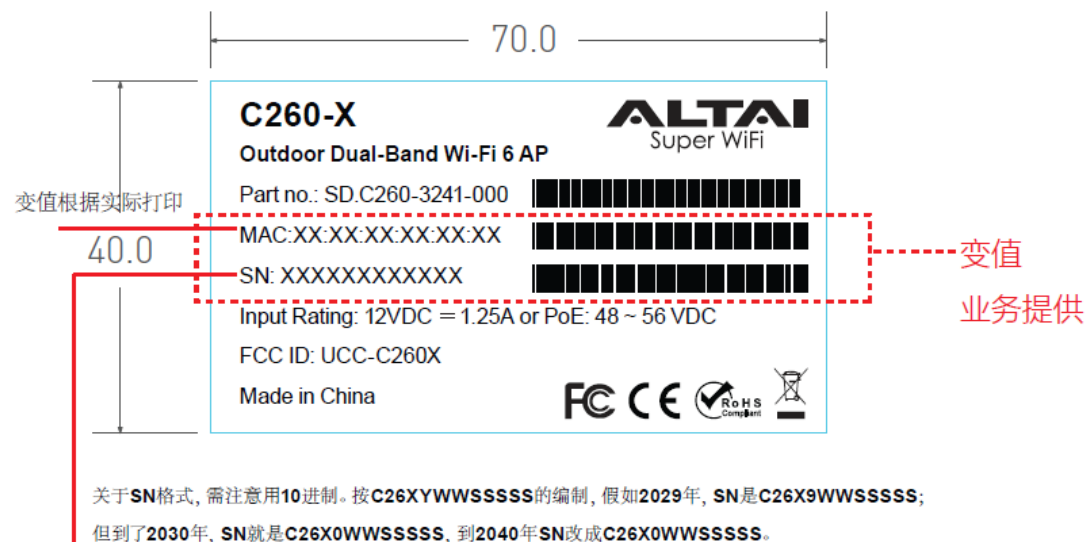 70.0
C260-X
ALTAI
Super WiFi
Outdoor Dual-Band Wi-Fi 6 AP
变值根据实际打印
Part no.: SD.C260-3241-000
40.0
MAC:XX:XX:XX:XX:XX:XX
SN: XXXXXXXXXXXX
变值
业务提供
Input Rating: 12VDC ⎓ 1.25A or PoE: 48 ~ 56 VDC
FCC ID: UCC-C260X
Made in China
FC CE RoHS
Compliant
关于SN格式, 需注意用10进制。按C26XYWWSSSSS的编制, 假如2029年, SN是C26X9WWSSSSS;
但到了2030年, SN就是C26X0WWSSSSS, 到2040年SN改成C26X0WWSSSSS。